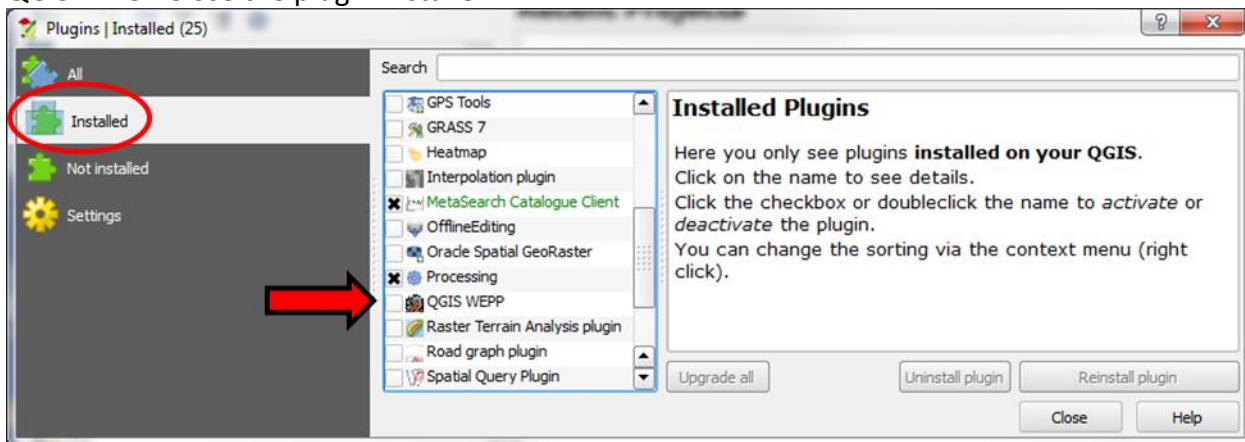 Plugins | Installed (25)
All
Installed
Not installed
Settings
Search
GPS Tools
GRASS 7
Heatmap
Interpolation plugin
MetaSearch Catalogue Client
OfflineEditing
Oracle Spatial GeoRaster
Processing
QGIS WEPP
Raster Terrain Analysis plugin
Road graph plugin
Spatial Query Plugin
Installed Plugins
Here you only see plugins installed on your QGIS.
Click on the name to see details.
Click the checkbox or doubleclick the name to activate or
deactivate the plugin.
You can change the sorting via the context menu (right
click).
Upgrade all
Uninstall plugin
Reinstall plugin
Close
Help